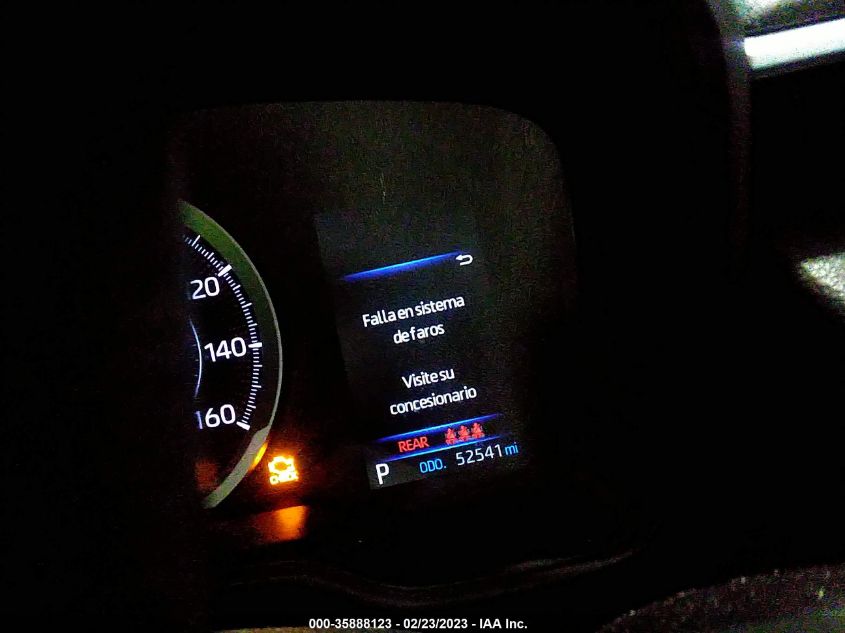 20
140
160
CHECK
Falla en sistema
de faros
Visite su
concesionario
REAR
P ODO. 52541 mi
000-35888123 - 02/23/2023 - IAA Inc.